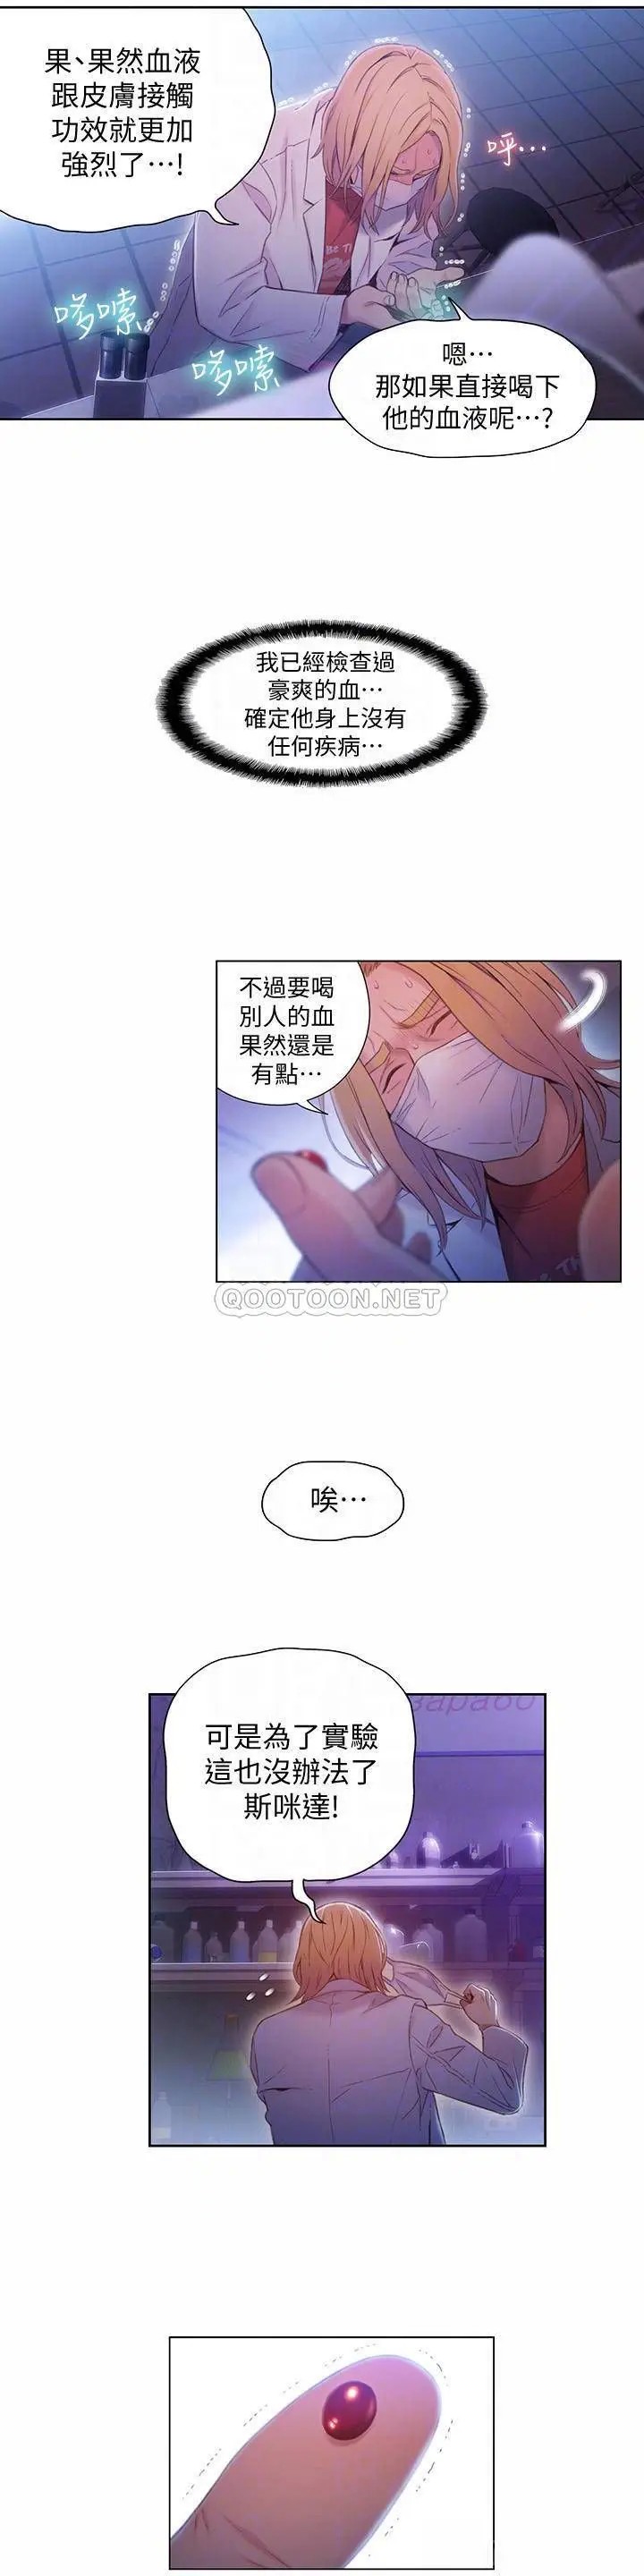 果、果然血液
跟皮膚接觸
功效就更加
強烈了…!
呼…
哆嗦
哆嗦
BE TH
嗯…
那如果直接喝下
他的血液呢…?
我已經檢查過
豪爽的血…
確定他身上沒有
任何疾病…
不過要喝
別人的血
果然還是
有點…
TH
QOOTOON.NET
唉…
可是為了實驗
這也沒辦法了
斯咪達!